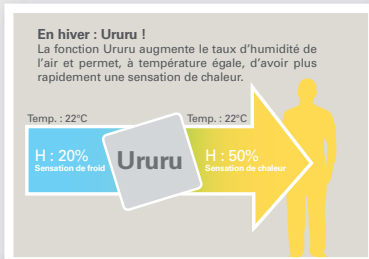 En hiver : Ururu !
La fonction Ururu augmente le taux d'humidité de
l'air et permet, à température égale, d'avoir plus
rapidement une sensation de chaleur.
Temp. : 22°C
Temp. : 22°C
H : 20%
Sensation de froid
Ururu
H : 50%
Sensation de chaleur